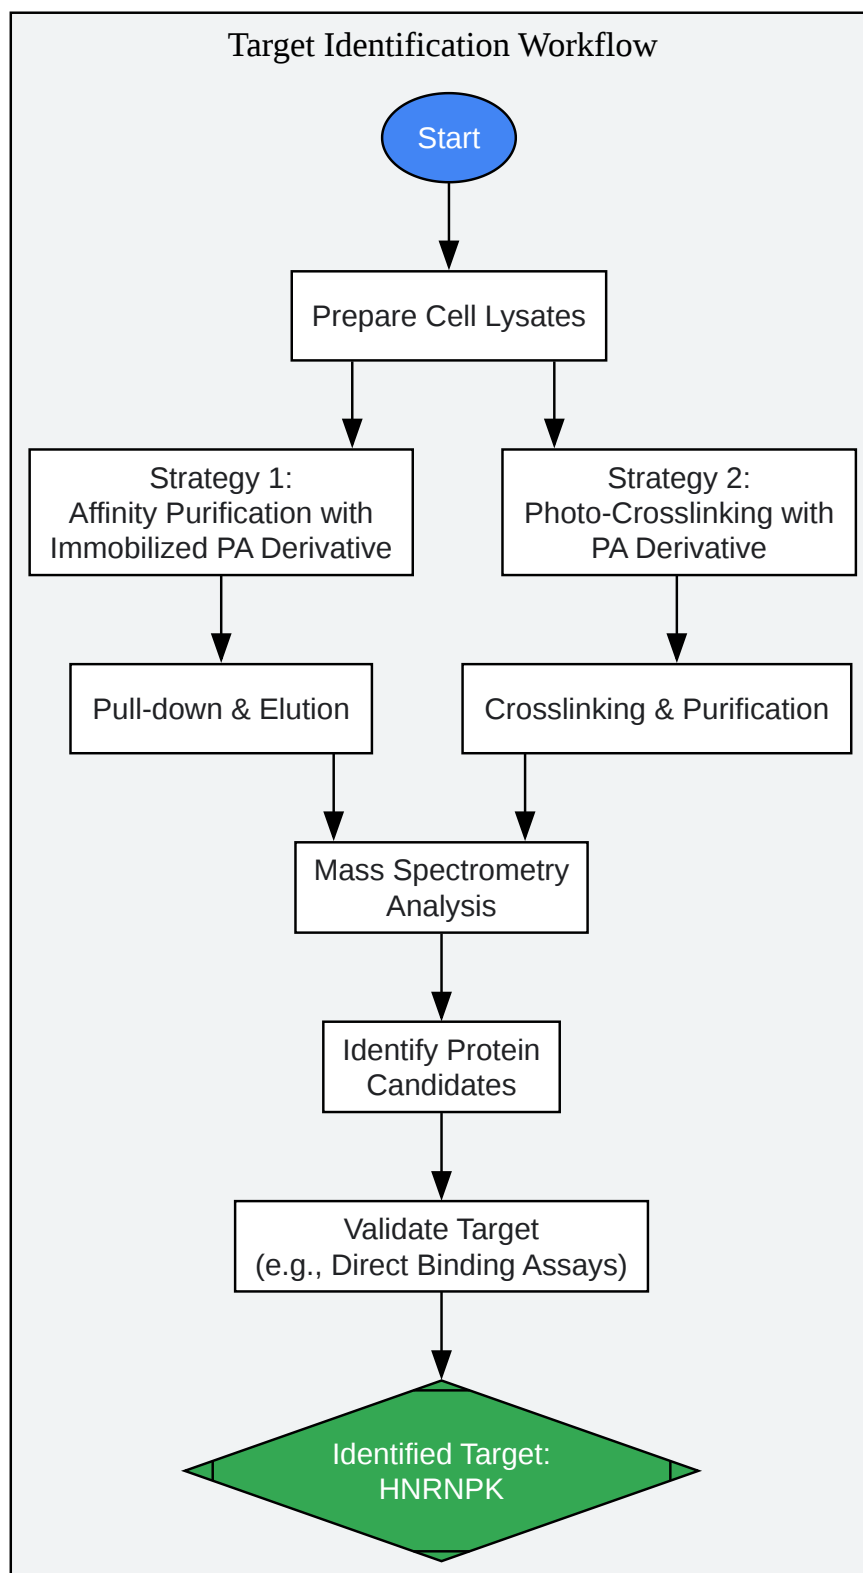 Target Identification Workflow
Start
Prepare Cell Lysates
Strategy 1:
Affinity Purification with
Immobilized PA Derivative
Strategy 2:
Photo-Crosslinking with
PA Derivative
Pull-down & Elution
Crosslinking & Purification
Mass Spectrometry
Analysis
Identify Protein
Candidates
Validate Target
(e.g., Direct Binding Assays)
Identified Target:
HNRNPK